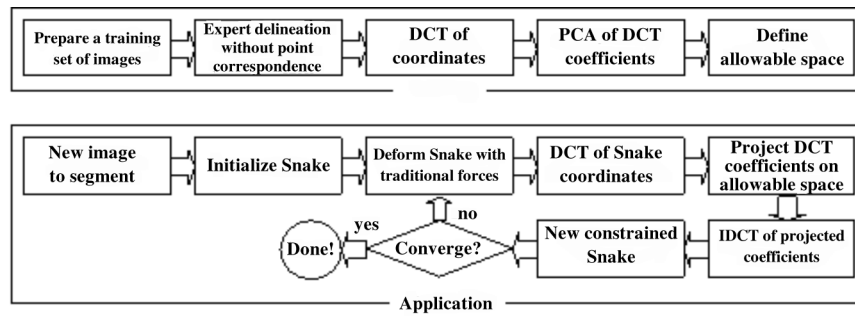 Prepare a training
set of images
Expert delineation
without point
correspondence
DCT of
coordinates
PCA of DCT
coefficients
Define
allowable space
New image
to segment
Initialize Snake
Deform Snake with
traditional forces
DCT of Snake
coordinates
Project DCT
coefficients on
allowable space
IDCT of projected
coefficients
New constrained
Snake
Converge?
no
yes
Done!
Application